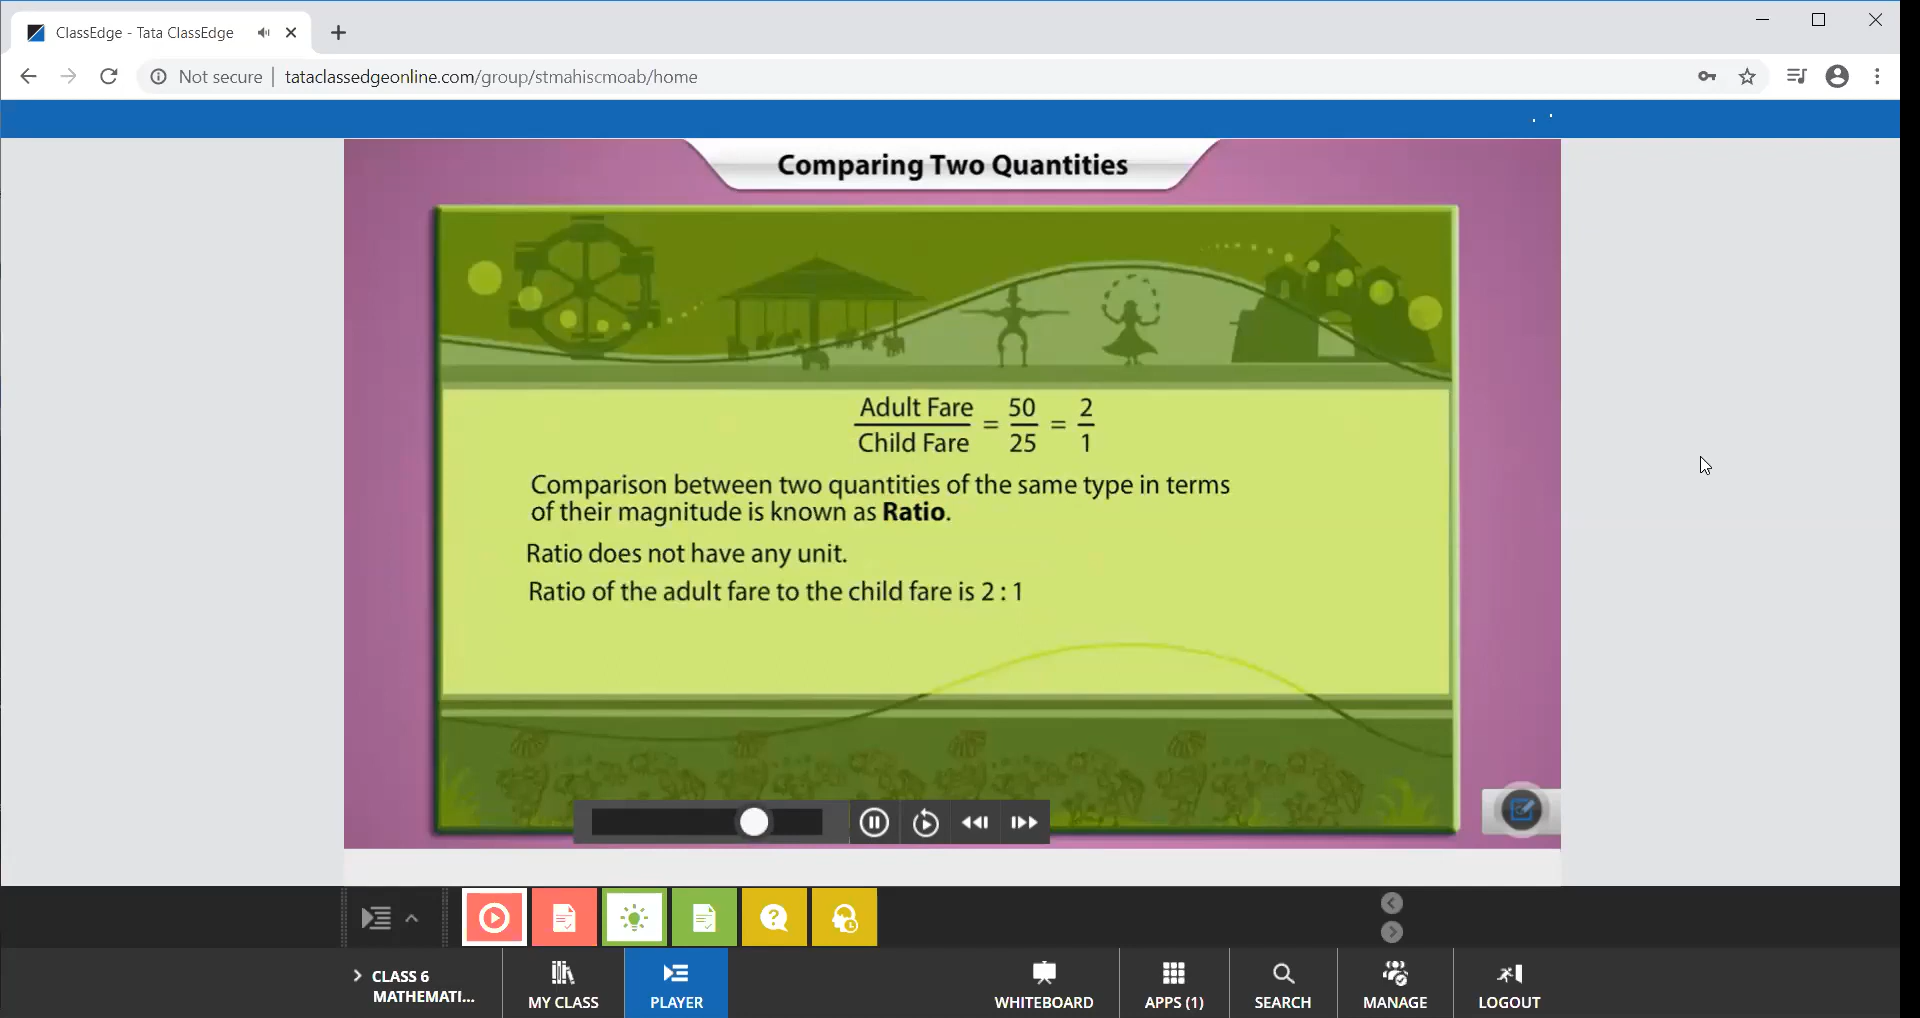 ClassEdge - Tata ClassEdge
Not secure | tataclassedgeonline.com/group/stmahiscmoab/home
Comparing Two Quantities
Adult Fare / Child Fare = 50 / 25 = 2 / 1
Comparison between two quantities of the same type in terms
of their magnitude is known as Ratio.
Ratio does not have any unit.
Ratio of the adult fare to the child fare is 2 : 1
CLASS 6
MATHEMATI...
MY CLASS
PLAYER
WHITEBOARD
APPS (1)
SEARCH
MANAGE
LOGOUT